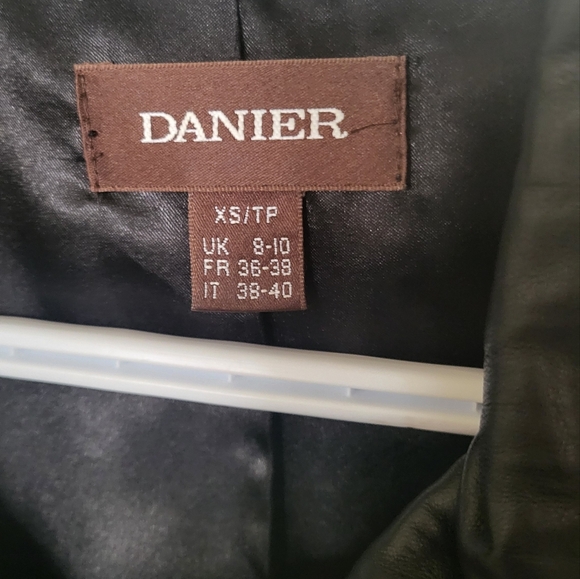 DANIER
XS/TP
UK 8-10
FR 36-38
IT 38-40